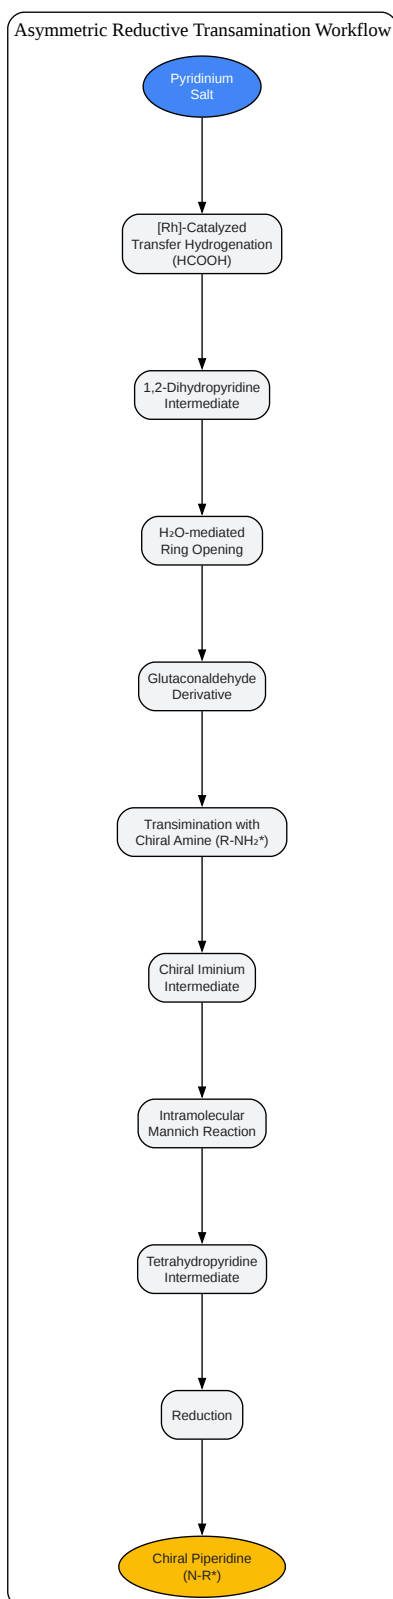 Asymmetric Reductive Transamination Workflow
Pyridinium
Salt
[Rh]-Catalyzed
Transfer Hydrogenation
(HCOOH)
1,2-Dihydropyridine
Intermediate
H₂O-mediated
Ring Opening
Glutaconaldehyde
Derivative
Transimination with
Chiral Amine (R-NH₂*)
Chiral Iminium
Intermediate
Intramolecular
Mannich Reaction
Tetrahydropyridine
Intermediate
Reduction
Chiral Piperidine
(N-R*)